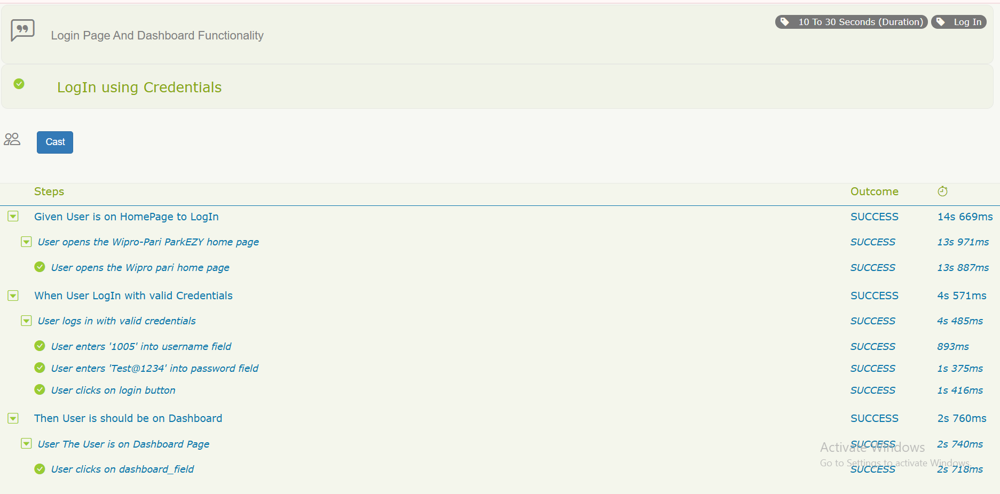 Login Page And Dashboard Functionality
10 To 30 Seconds (Duration) Log In
LogIn using Credentials
Cast
Steps Outcome
Given User is on HomePage to LogIn SUCCESS 14s 669ms
User opens the Wipro-Pari ParkEZY home page SUCCESS 13s 971ms
User opens the Wipro pari home page SUCCESS 13s 887ms
When User LogIn with valid Credentials SUCCESS 4s 571ms
User logs in with valid credentials SUCCESS 4s 485ms
User enters '1005' into username field SUCCESS 893ms
User enters 'Test@1234' into password field SUCCESS 1s 375ms
User clicks on login button SUCCESS 1s 416ms
Then User is should be on Dashboard SUCCESS 2s 760ms
User The User is on Dashboard Page SUCCESS 2s 740ms
Activate Windows
Go to Settings to activate Windows.
User clicks on dashboard_field SUCCESS 2s 718ms